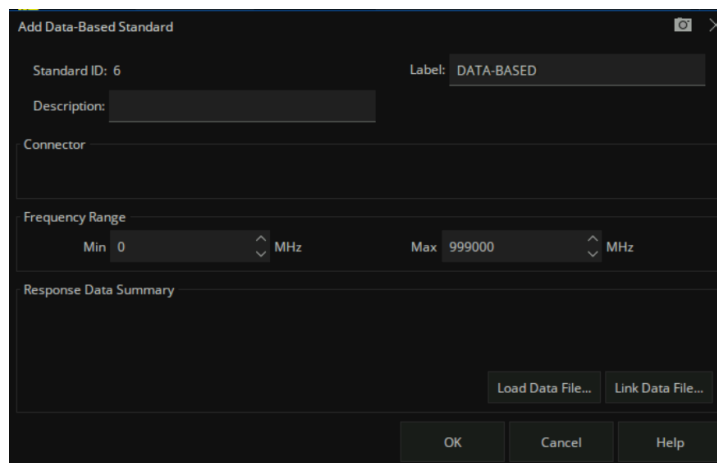 Add Data-Based Standard
Standard ID: 6 Label: DATA-BASED
Description:
Connector
Frequency Range
Min 0 MHz Max 999000 MHz
Response Data Summary
Load Data File... Link Data File...
OK Cancel Help